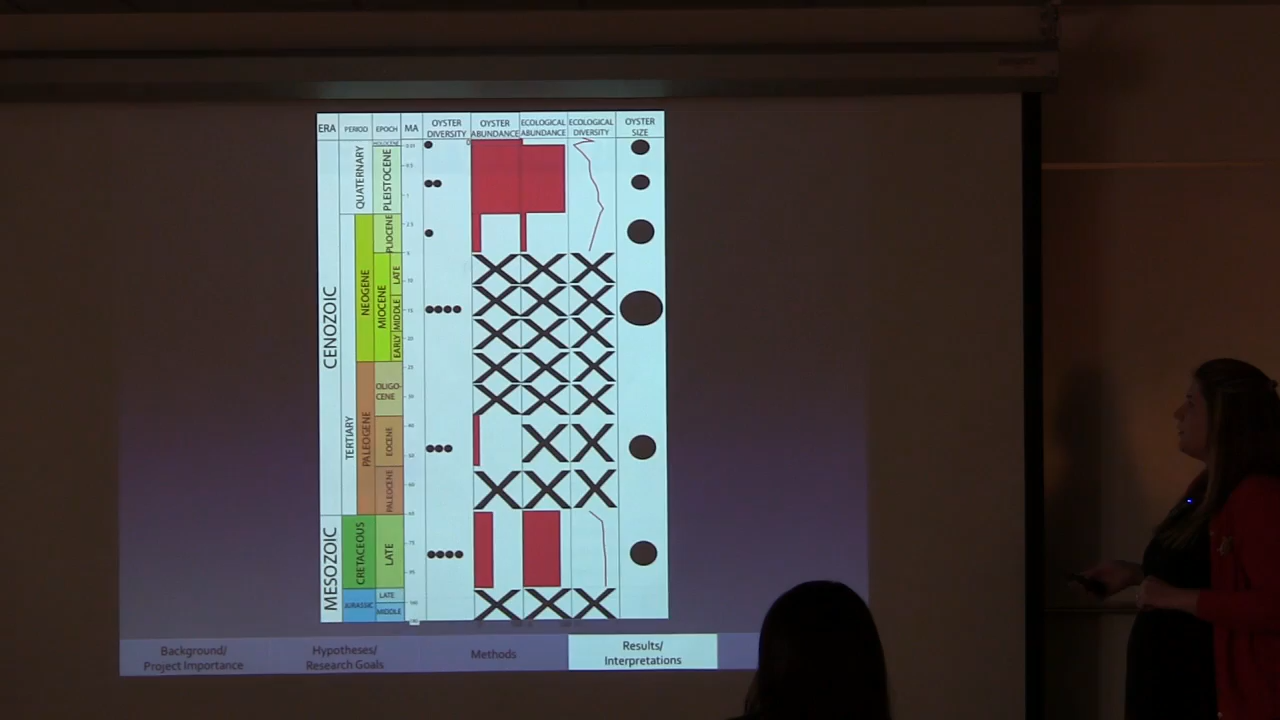 ERA
PERIOD
EPOCH
MA
OYSTER
DIVERSITY
OYSTER
ABUNDANCE
ECOLOGICAL
ABUNDANCE
ECOLOGICAL
DIVERSITY
OYSTER
SIZE
CENOZOIC
QUATERNARY
HOLOCENE
PLEISTOCENE
TERTIARY
NEOGENE
PLIOCENE
MIOCENE
LATE
MIDDLE
EARLY
PALEOGENE
OLIGO-
CENE
EOCENE
PALEOCENE
MESOZOIC
CRETACEOUS
LATE
JURASSIC
LATE
MIDDLE
Background/
Project Importance
Hypotheses/
Research Goals
Methods
Results/
Interpretations